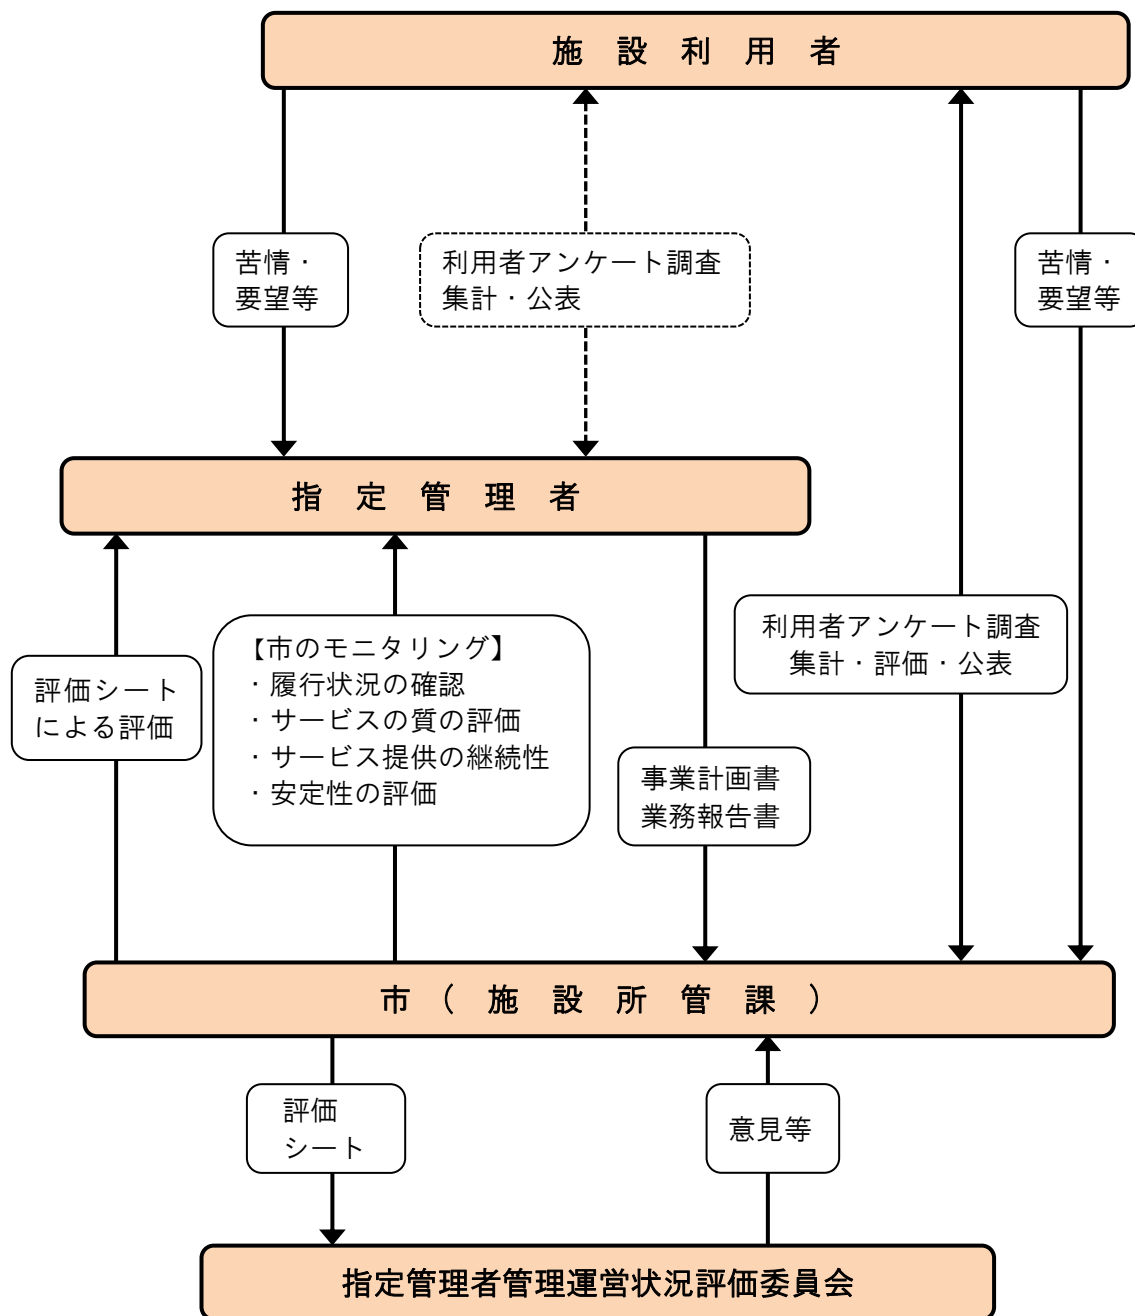 施設利用者
苦情・
要望等
利用者アンケート調査
集計・公表
苦情・
要望等
指定管理者
評価シート
による評価
【市のモニタリング】
・履行状況の確認
・サービスの質の評価
・サービス提供の継続性
・安定性の評価
事業計画書
業務報告書
利用者アンケート調査
集計・評価・公表
市(施設所管課)
評価
シート
意見等
指定管理者管理運営状況評価委員会